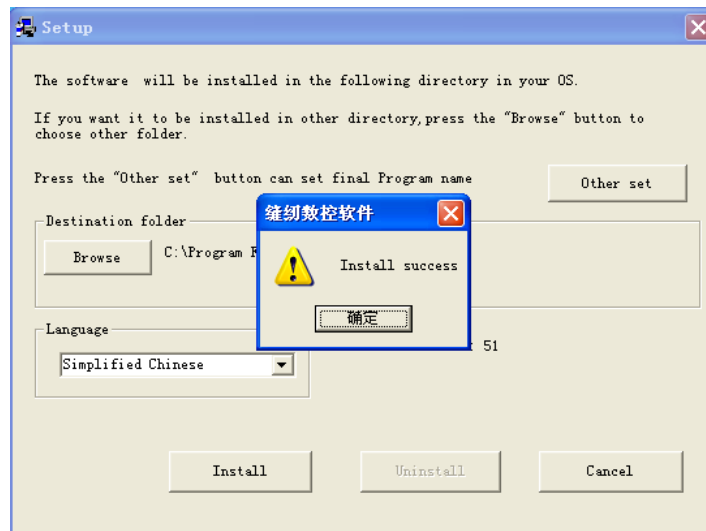 Setup
The software will be installed in the following directory in your OS.
If you want it to be installed in other directory,press the "Browse" button to
choose other folder.
Press the "Other set" button can set final Program name
Other set
Destination folder
Browse
C:\Program
缝纫数控软件
Install success
确定
Language
Simplified Chinese
51
Install
Uninstall
Cancel